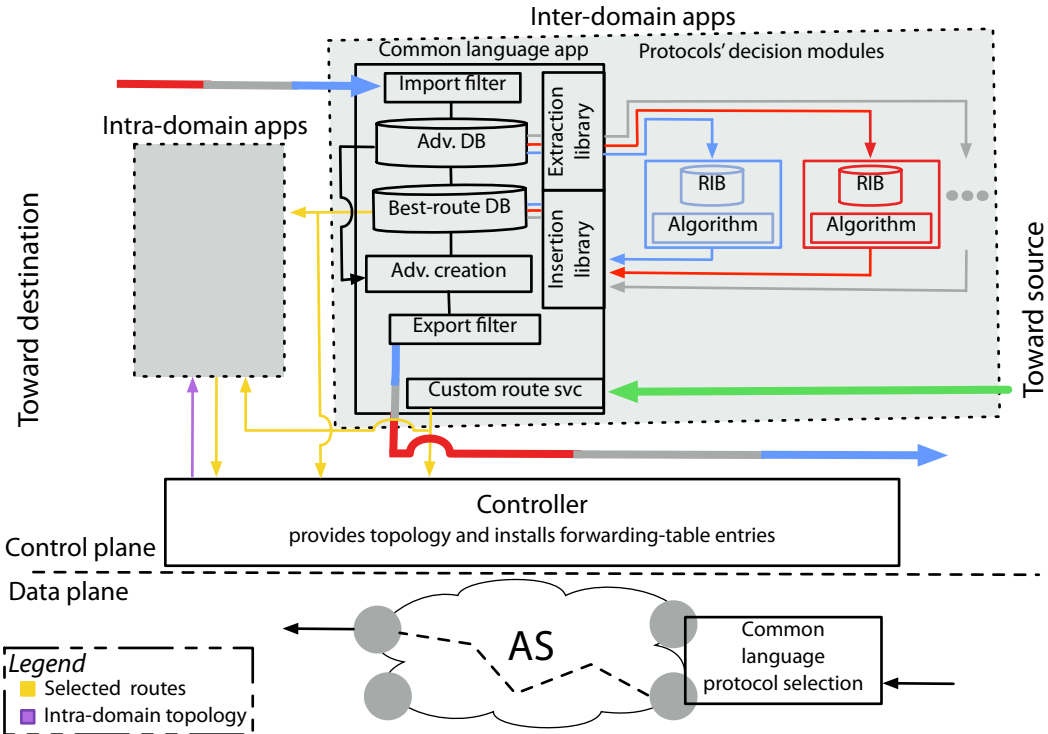 Inter-domain apps
Common language app
Protocols' decision modules
Import filter
Intra-domain apps
Adv. DB
Extraction
library
RIB
RIB
Best-route DB
Algorithm
Algorithm
Insertion
library
Adv. creation
Export filter
Toward destination
Toward source
Custom route svc
Controller
provides topology and installs forwarding-table entries
Control plane
Data plane
AS
Common
language
protocol selection
Legend
Selected routes
Intra-domain topology